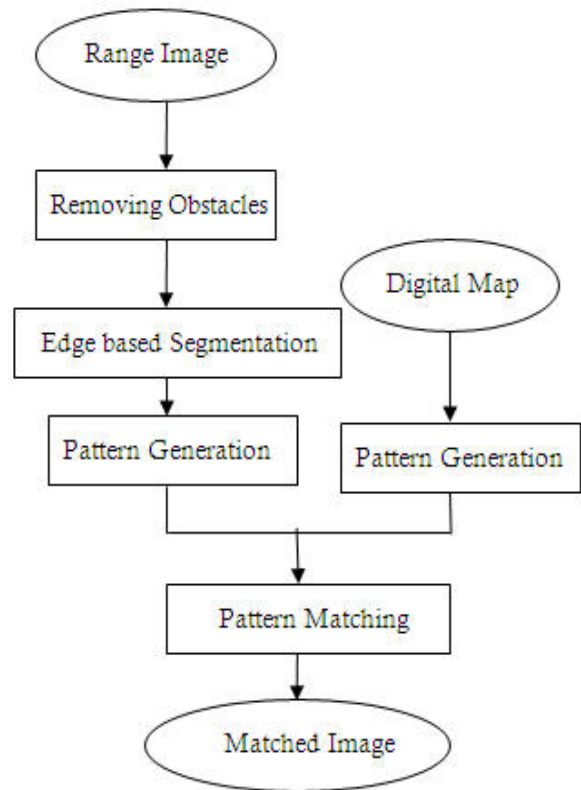 Range Image
Removing Obstacles
Edge based Segmentation
Pattern Generation
Digital Map
Pattern Generation
Pattern Matching
Matched Image